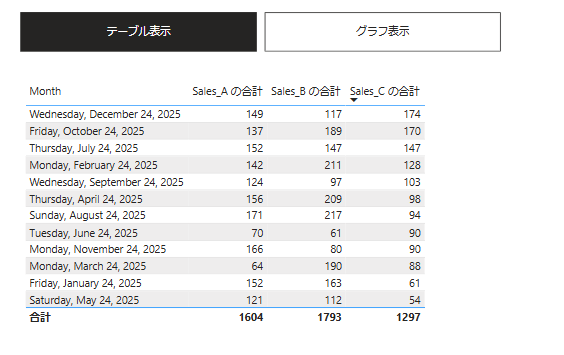 テーブル表示 グラフ表示
Month Sales_A の合計 Sales_B の合計 Sales_C の合計
Wednesday, December 24, 2025 149 117 174
Friday, October 24, 2025 137 189 170
Thursday, July 24, 2025 152 147 147
Monday, February 24, 2025 142 211 128
Wednesday, September 24, 2025 124 97 103
Thursday, April 24, 2025 156 209 98
Sunday, August 24, 2025 171 217 94
Tuesday, June 24, 2025 70 61 90
Monday, November 24, 2025 166 80 90
Monday, March 24, 2025 64 190 88
Friday, January 24, 2025 152 163 61
Saturday, May 24, 2025 121 112 54
合計 1604 1793 1297